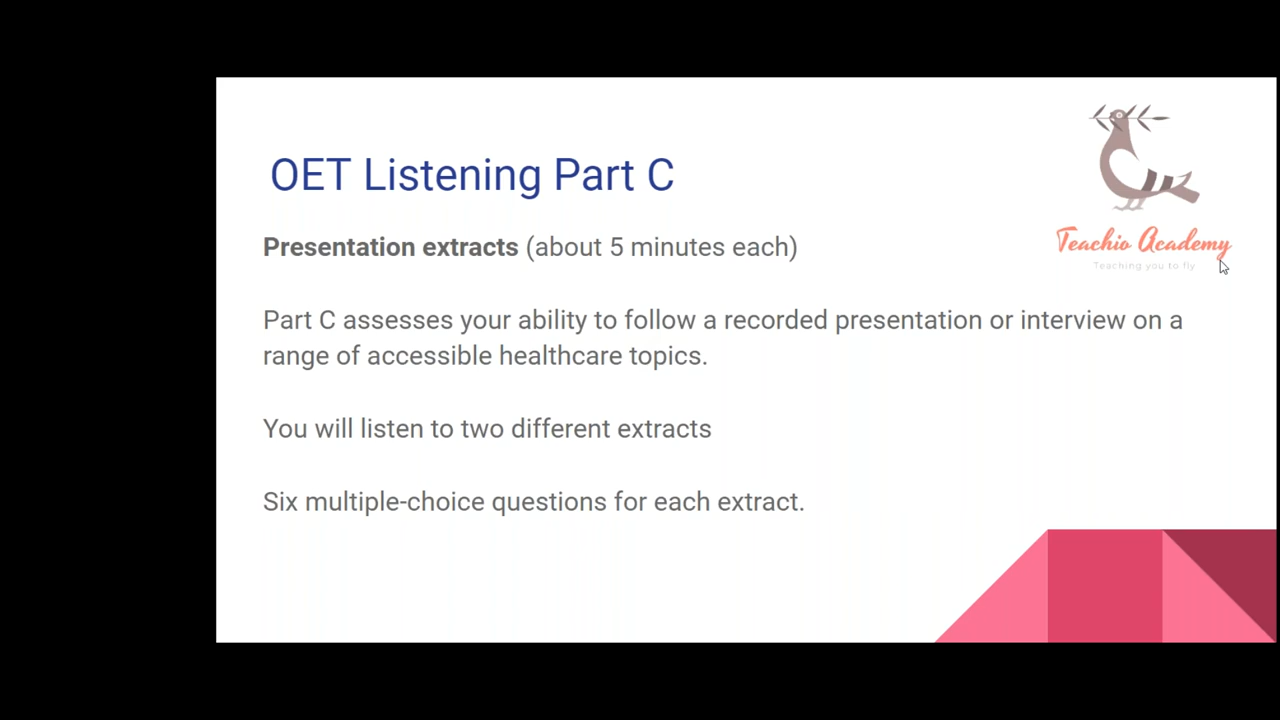 OET Listening Part C
Presentation extracts (about 5 minutes each)
Part C assesses your ability to follow a recorded presentation or interview on a
range of accessible healthcare topics.
You will listen to two different extracts
Six multiple-choice questions for each extract.
Teachio Academy
Teaching you to fly